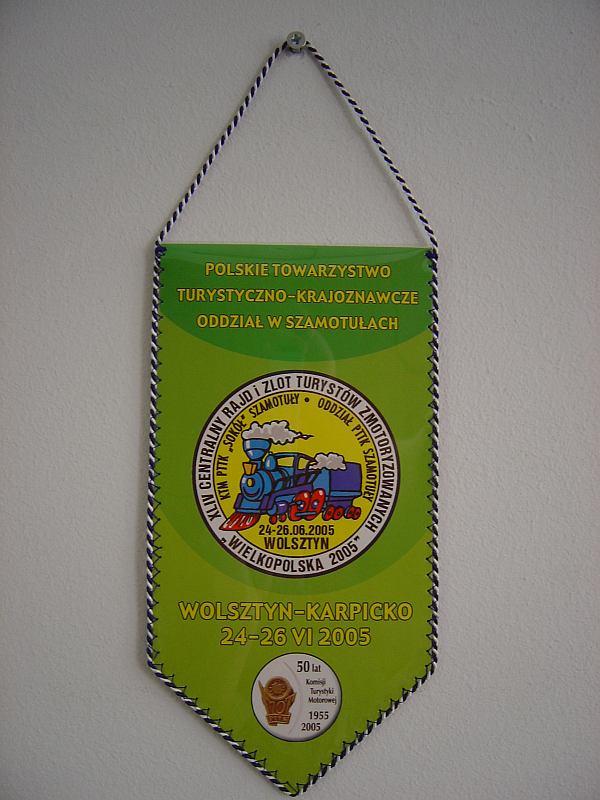 POLSKIE TOWARZYSTWO
TURYSTYCZNO-KRAJOZNAWCZE
ODDZIAŁ W SZAMOTUŁACH
XLIV CENTRALNY RAJD i ZLOT TURYSTÓW ZMOTORYZOWANYCH
KTM PTTK „SOKÓŁ” SZAMOTUŁY • ODDZIAŁ PTTK SZAMOTUŁY
24-26.06.2005
WOLSZTYN
„WIELKOPOLSKA 2005”
WOLSZTYN-KARPICKO
24-26 VI 2005
50 lat
Komisji
Turystyki
Motorowej
1955
2005